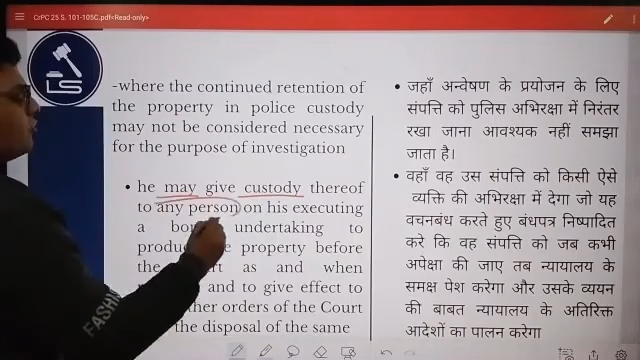 CrPC 25 S. 101-105C.pdf<Read-only>
LS
-where the continued retention of
the property in police custody
may not be considered necessary
for the purpose of investigation
• he may give custody thereof
to any person on his executing
a undertaking to
property before
the as and when
and to give effect to
orders of the Court
the disposal of the same
• जहाँ अन्वेषण के प्रयोजन के लिए
संपत्ति को पुलिस अभिरक्षा में निरंतर
रखा जाना आवश्यक नहीं समझा
जाता है।
• वहाँ वह उस संपत्ति को किसी ऐसे
व्यक्ति की अभिरक्षा में देगा जो यह
वचनबंध करते हुए बंधपत्र निष्पादित
करे कि वह संपत्ति को जब कभी
अपेक्षा की जाए तब न्यायालय के
समक्ष पेश करेगा और उसके व्ययन
की बाबत न्यायालय के अतिरिक्त
आदेशों का पालन करेगा
FASHI